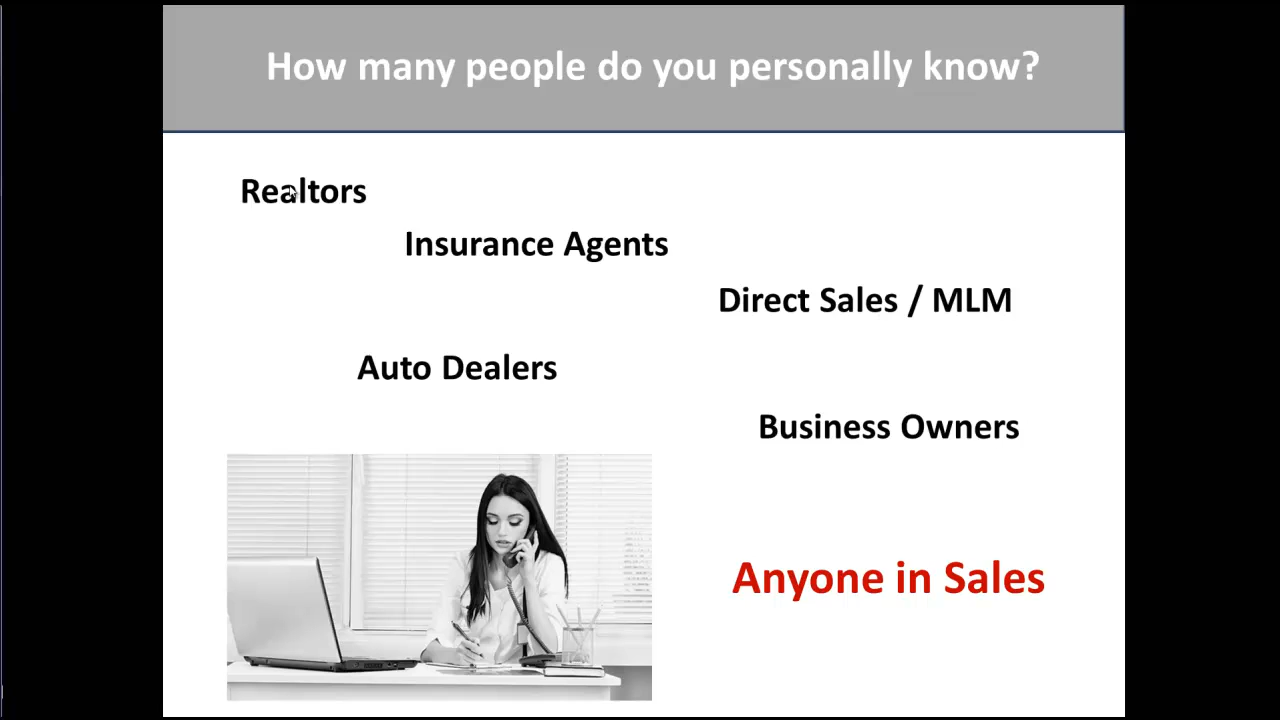 How many people do you personally know?
Realtors
Insurance Agents
Direct Sales / MLM
Auto Dealers
Business Owners
Anyone in Sales